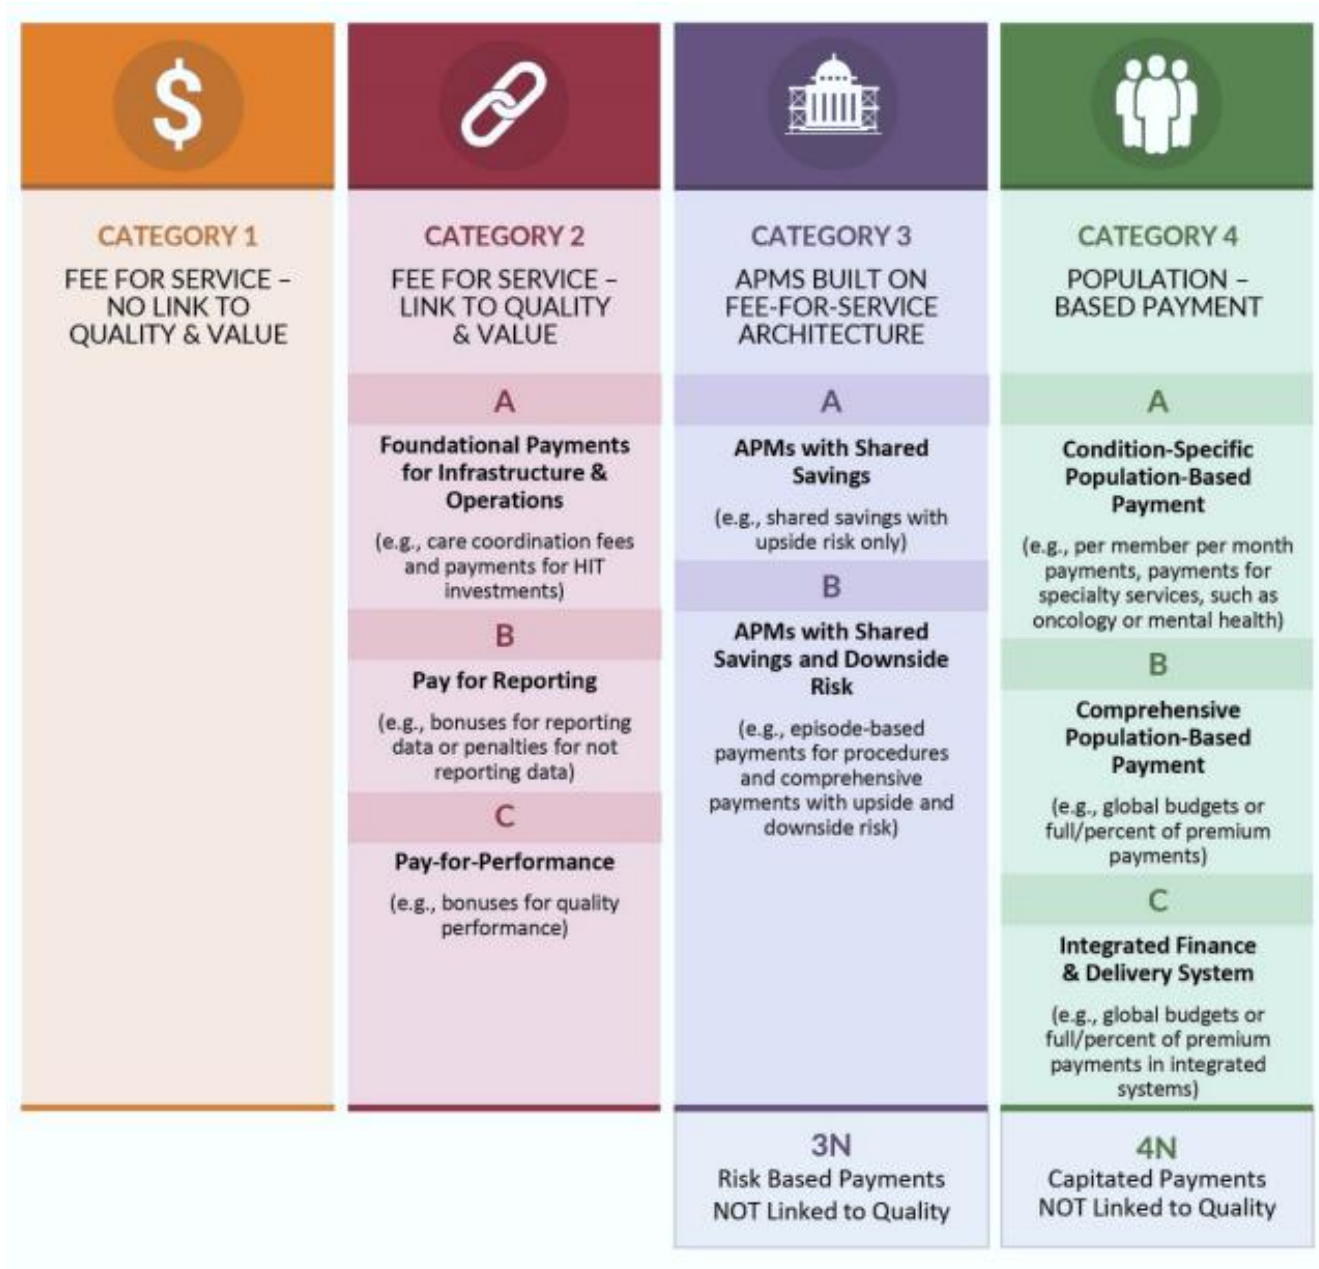 $
CATEGORY 1
FEE FOR SERVICE –
NO LINK TO
QUALITY & VALUE
CATEGORY 2
FEE FOR SERVICE –
LINK TO QUALITY
& VALUE
A
Foundational Payments
for Infrastructure &
Operations
(e.g., care coordination fees
and payments for HIT
investments)
B
Pay for Reporting
(e.g., bonuses for reporting
data or penalties for not
reporting data)
C
Pay-for-Performance
(e.g., bonuses for quality
performance)
CATEGORY 3
APMS BUILT ON
FEE-FOR-SERVICE
ARCHITECTURE
A
APMs with Shared
Savings
(e.g., shared savings with
upside risk only)
B
APMs with Shared
Savings and Downside
Risk
(e.g., episode-based
payments for procedures
and comprehensive
payments with upside and
downside risk)
3N
Risk Based Payments
NOT Linked to Quality
CATEGORY 4
POPULATION –
BASED PAYMENT
A
Condition-Specific
Population-Based
Payment
(e.g., per member per month
payments, payments for
specialty services, such as
oncology or mental health)
B
Comprehensive
Population-Based
Payment
(e.g., global budgets or
full/percent of premium
payments)
C
Integrated Finance
& Delivery System
(e.g., global budgets or
full/percent of premium
payments in integrated
systems)
4N
Capitated Payments
NOT Linked to Quality